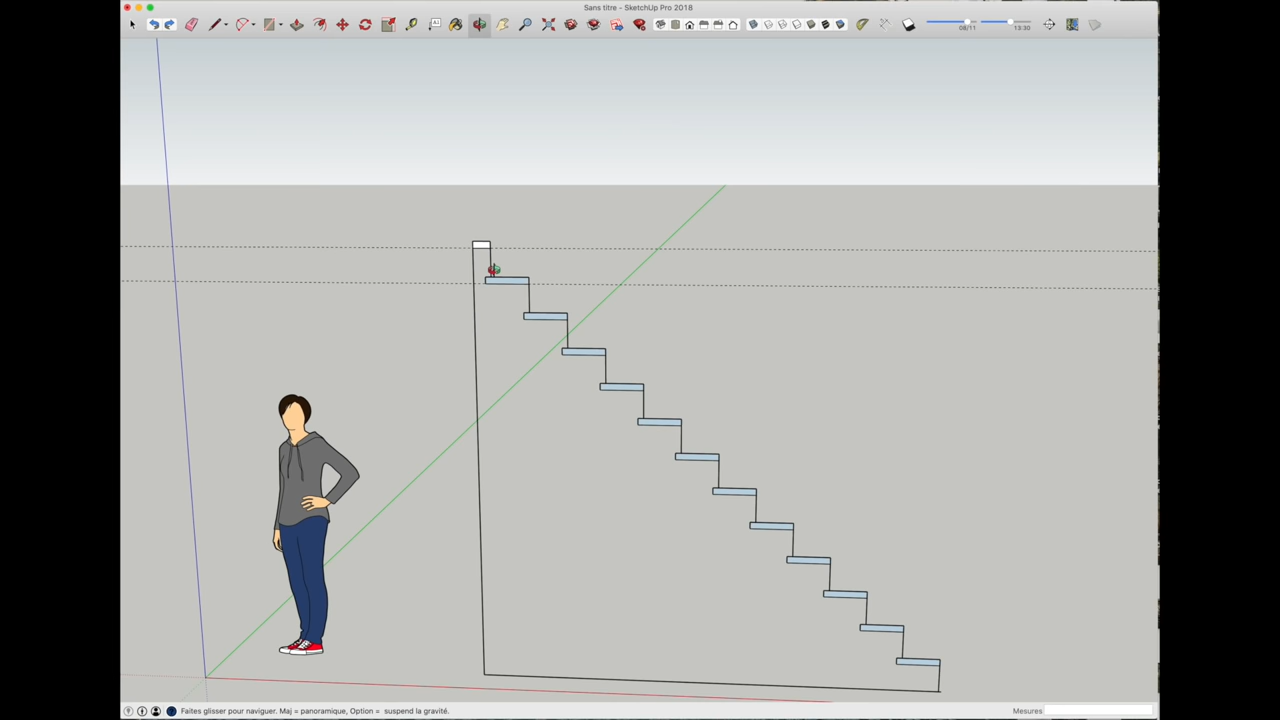 Sans titre - SketchUp Pro 2018
A1
08/11
13:30
Faites glisser pour naviguer. Maj = panoramique, Option = suspend la gravité.
Mesures